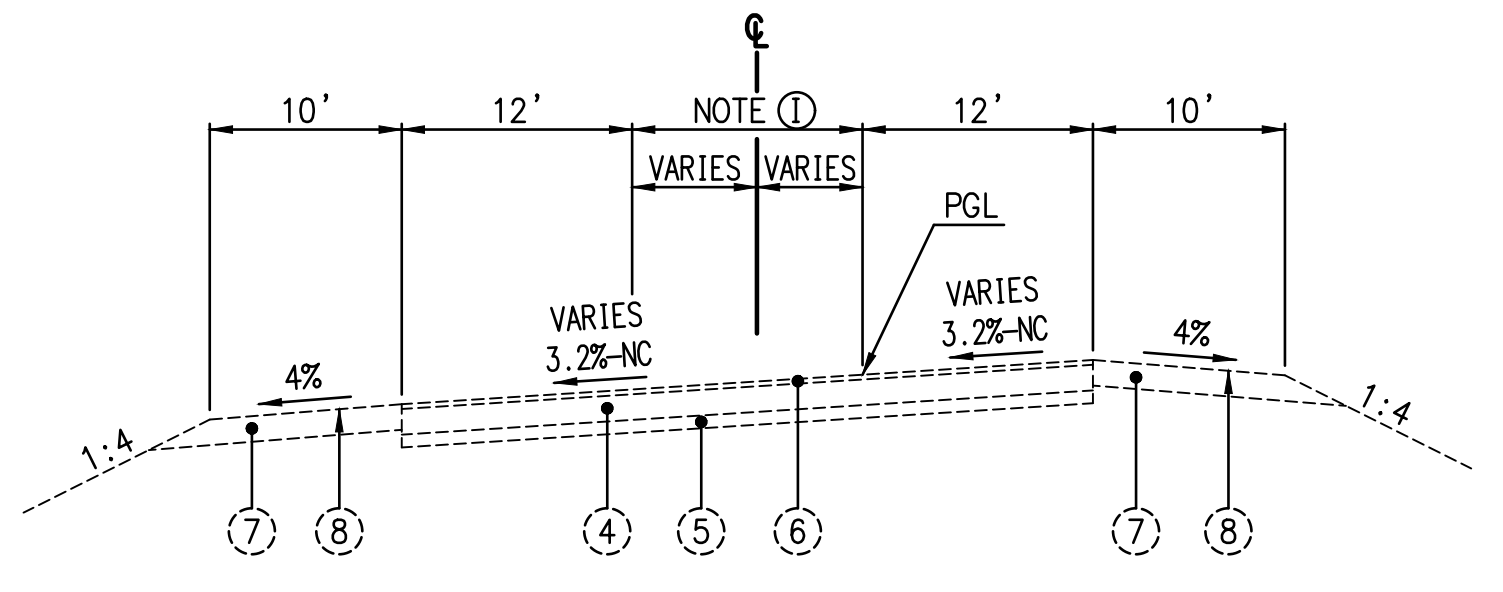 ℄
10' 12' NOTE Ⓘ 12' 10'
VARIES VARIES
PGL
VARIES
3.2%-NC
VARIES
3.2%-NC
4%
4%
1:4
1:4
7 8 4 5 6 7 8